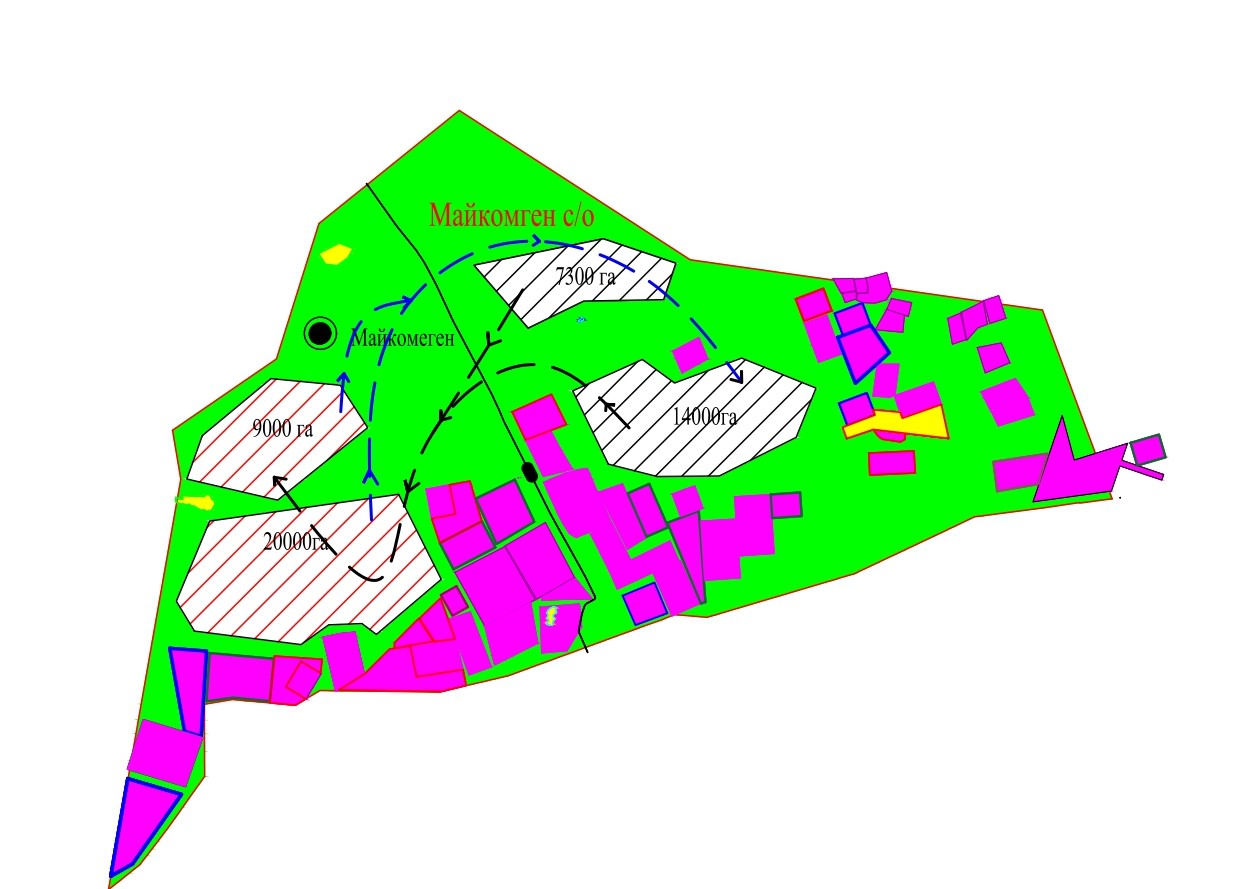 Майкомген с/о
7300 га
Майкомеген
14000га
9000 га
20000га